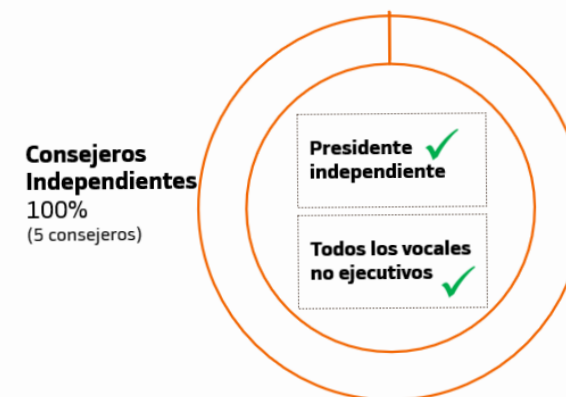 Consejeros
Independientes
100%
(5 consejeros)
Presidente
independiente
Todos los vocales
no ejecutivos